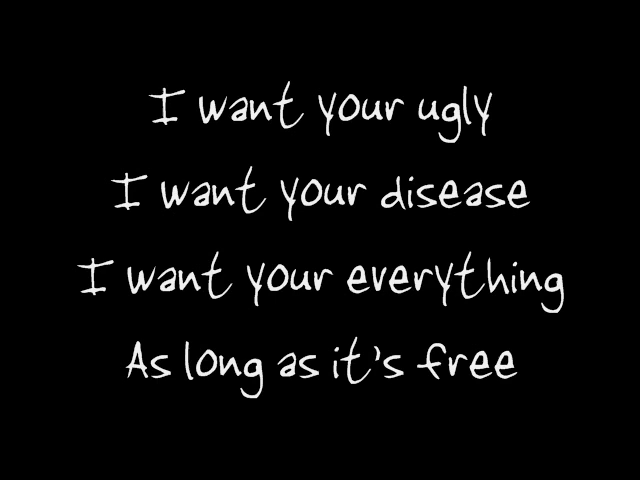 I want your ugly
I want your disease
I want your everything
As long as it's free